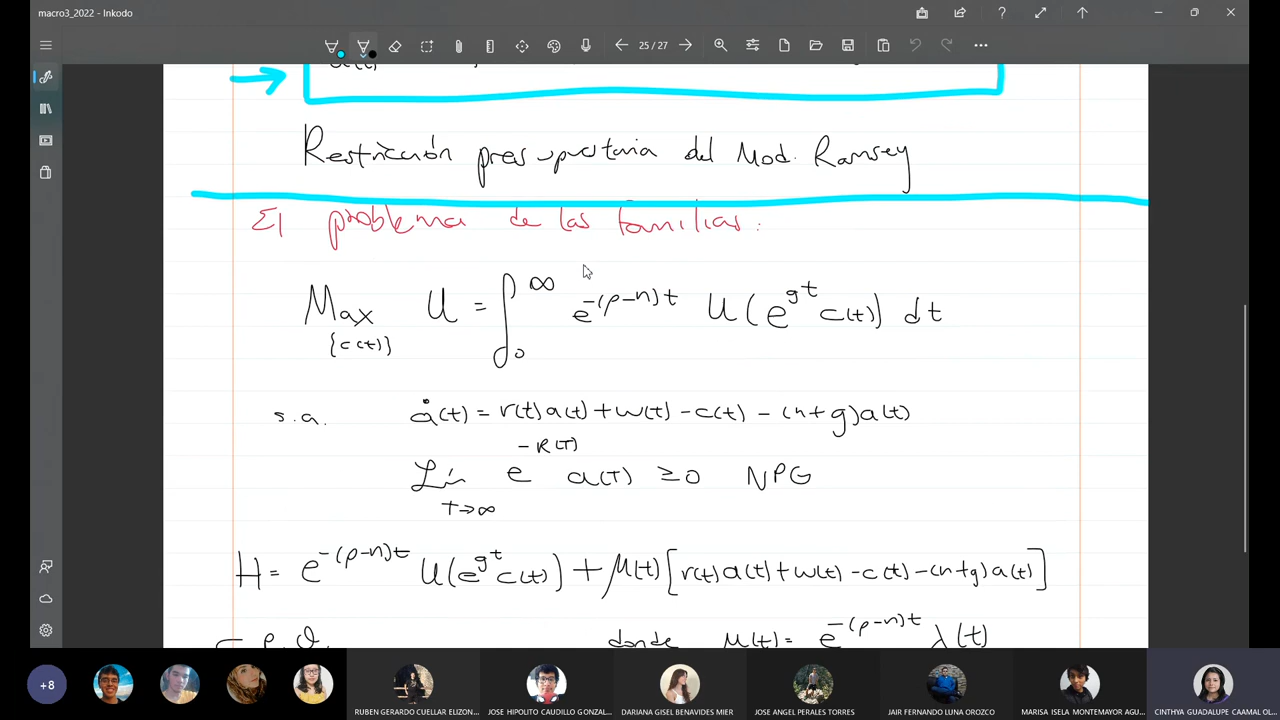 macro3_2022 - Inkodo
25 / 27
Restricción presupuestaria del Mod. Ramsey
El problema de las familias:
Max U = ∫₀^∞ e^{-(ρ-n)t} U(e^{gt} c(t)) dt
{c(t)}
s.a. ȧ(t) = r(t)a(t) + w(t) - c(t) - (n+g)a(t)
Lim e^{-R(T)} a(T) ≥ 0 NPG
T→∞
H = e^{-(ρ-n)t} U(e^{gt} c(t)) + μ(t)[r(t)a(t) + w(t) - c(t) - (n+g)a(t)]
donde μ(t) = e^{-(ρ-n)t} λ(t)
+8
RUBEN GERARDO CUELLAR ELIZON...
JOSE HIPOLITO CAUDILLO GONZAL...
DARIANA GISEL BENAVIDES MIER
JOSE ANGEL PERALES TORRES
JAIR FERNANDO LUNA OROZCO
MARISA ISELA MONTEMAYOR AGU...
CINTHYA GUADALUPE CAAMAL OL...